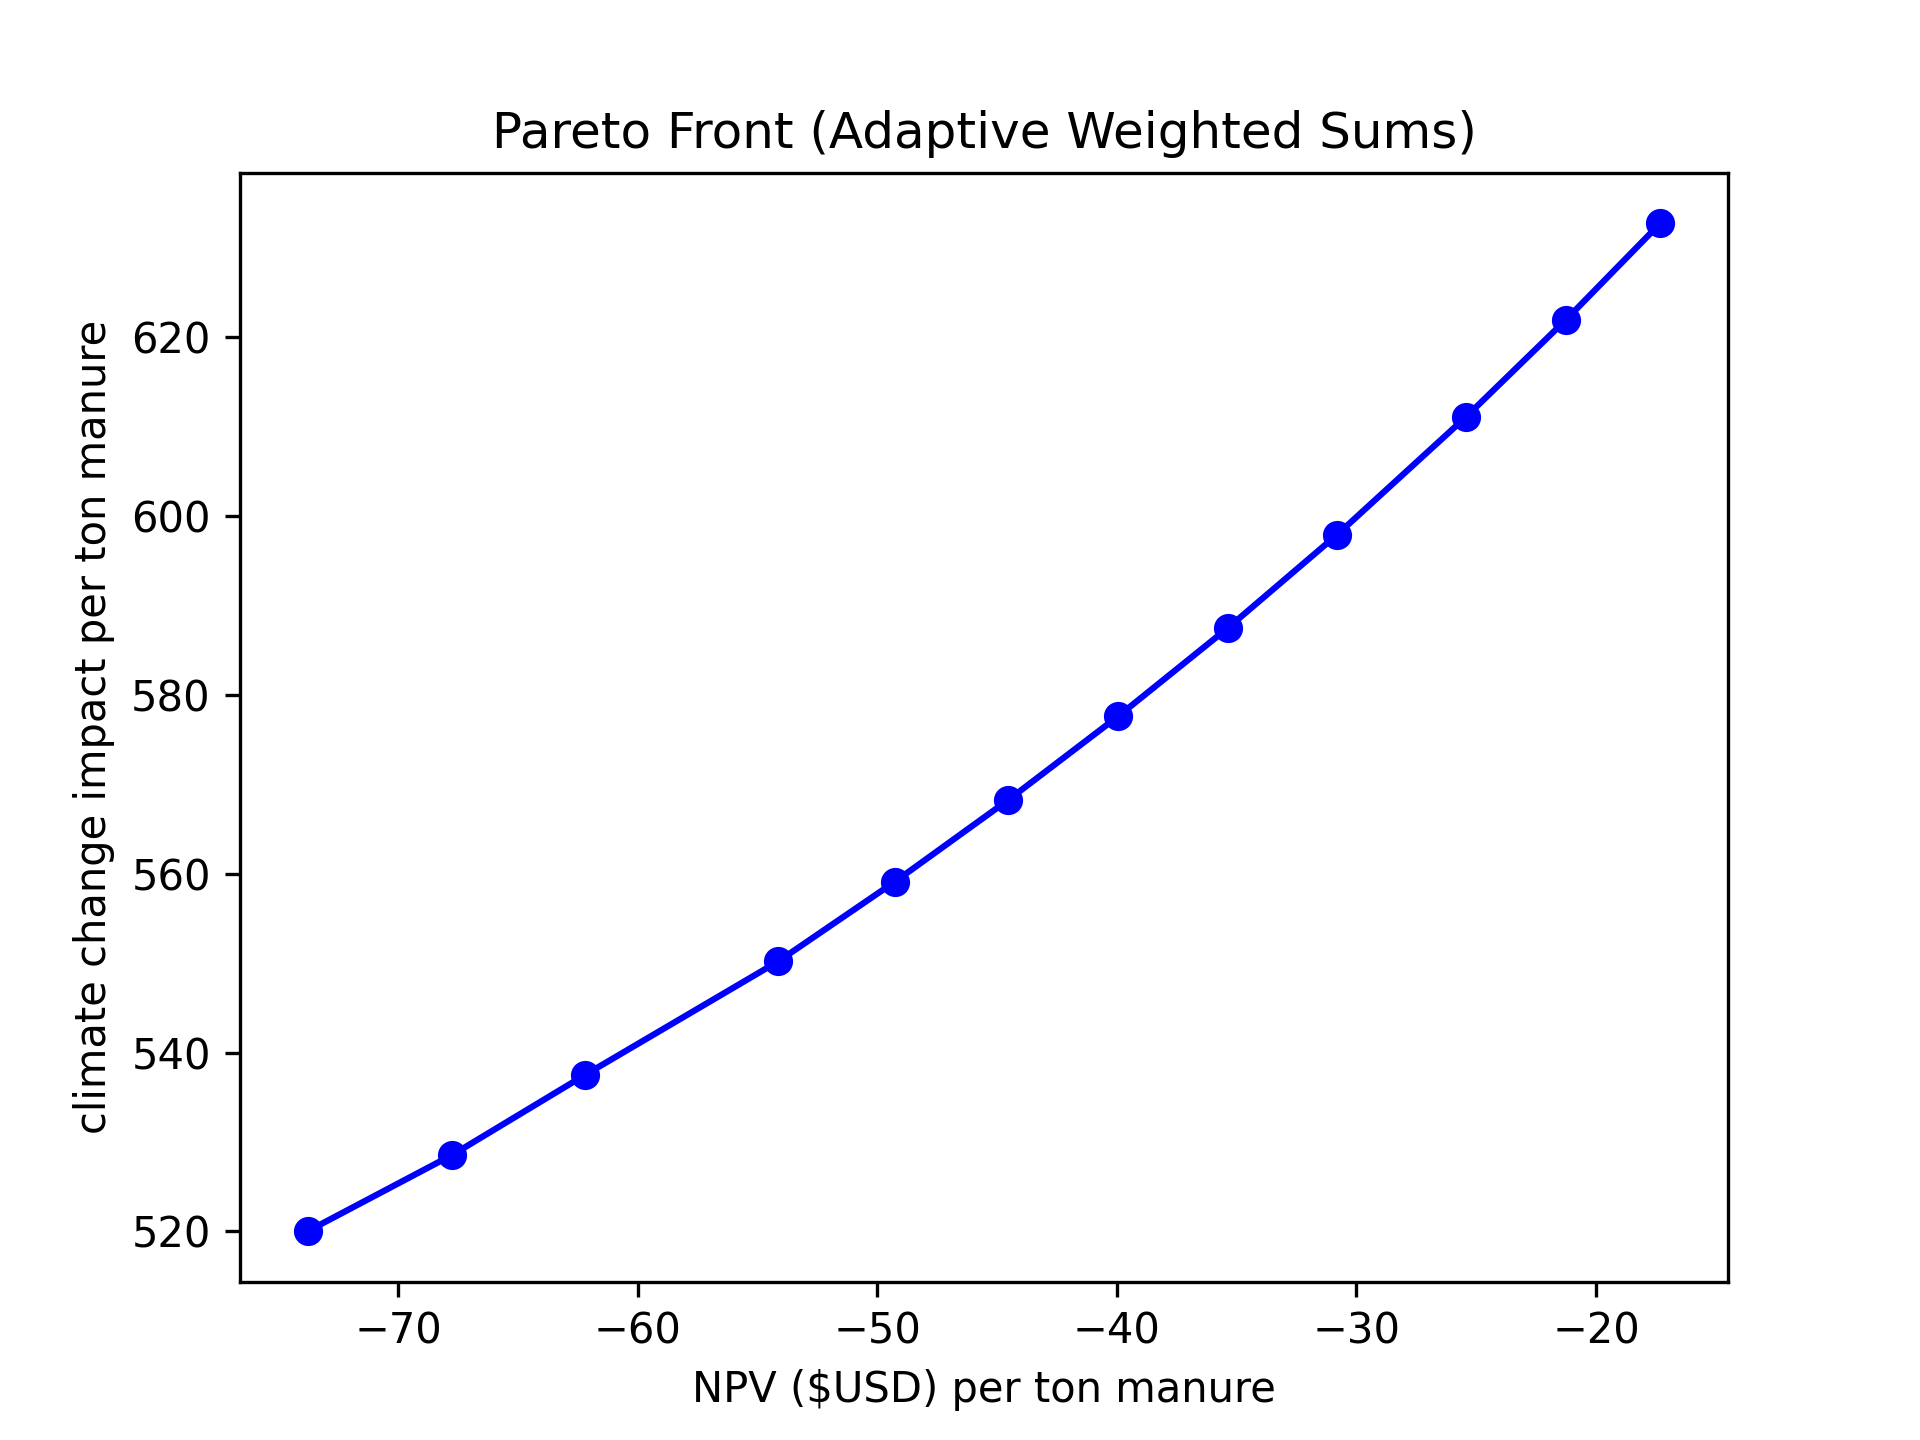 Pareto Front (Adaptive Weighted Sums)
climate change impact per ton manure
620
600
580
560
540
520
−70 −60 −50 −40 −30 −20
NPV ($USD) per ton manure